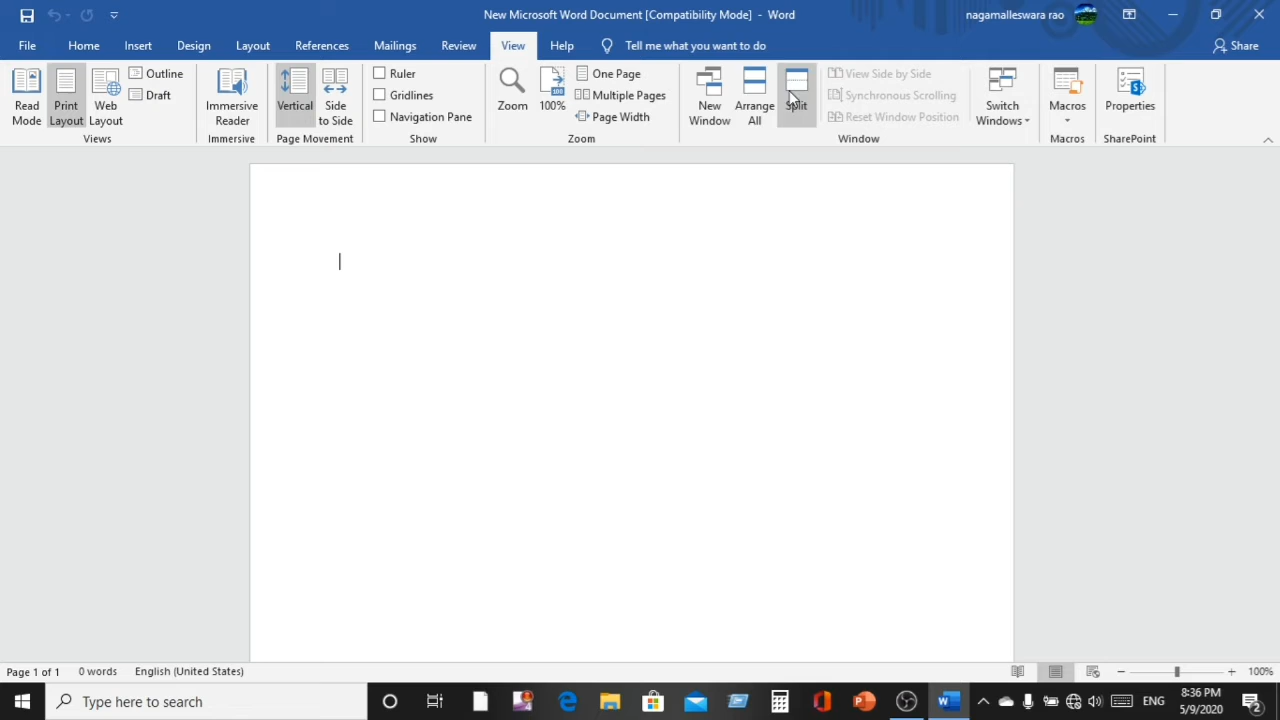 New Microsoft Word Document [Compatibility Mode] - Word
nagamalleswara rao
File Home Insert Design Layout References Mailings Review View Help Tell me what you want to do Share
Read Mode
Print Layout
Web Layout
Outline
Draft
Views
Immersive Reader
Immersive
Vertical
Side to Side
Page Movement
Ruler
Gridlines
Navigation Pane
Show
Zoom
100%
100
One Page
Multiple Pages
Page Width
Zoom
New Window
Arrange All
Split
View Side by Side
Synchronous Scrolling
Reset Window Position
Switch Windows
Window
Macros
Macros
Properties
SharePoint
Page 1 of 1 0 words English (United States) 100%
Type here to search
ENG
8:36 PM
5/9/2020
2